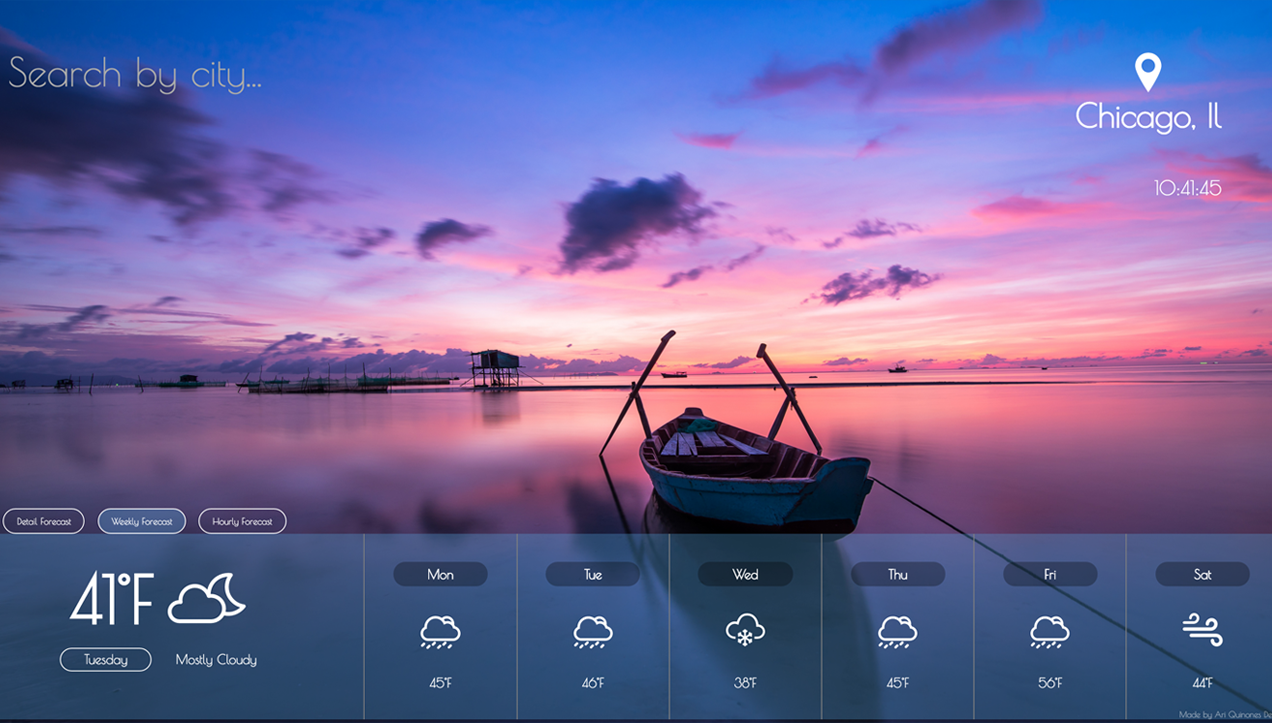 Search by city...
Chicago, Il
10:41:45
Detail Forecast
Weekly Forecast
Hourly Forecast
41°F
Tuesday
Mostly Cloudy
Mon
45°F
Tue
46°F
Wed
38°F
Thu
45°F
Fri
56°F
Sat
44°F
Made by Ari Quinones De